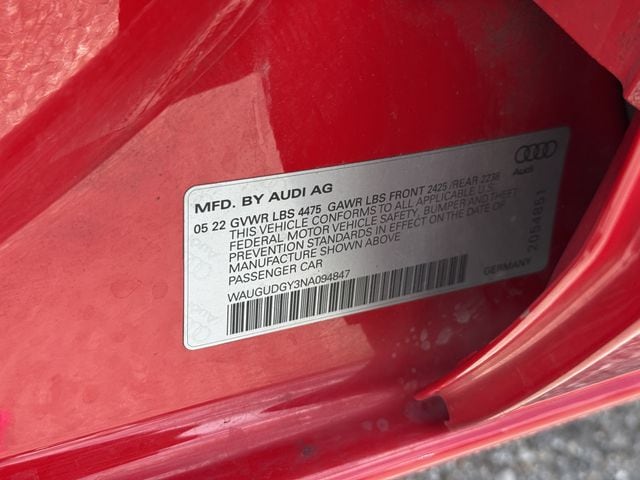 MFD. BY AUDI AG
Audi
05 22 GVWR LBS 4475 GAWR LBS FRONT 2425 /REAR 2238
THIS VEHICLE CONFORMS TO ALL APPLICABLE U.S.
FEDERAL MOTOR VEHICLE SAFETY, BUMPER AND THEFT
PREVENTION STANDARDS IN EFFECT ON THE DATE OF
MANUFACTURE SHOWN ABOVE
PASSENGER CAR
WAUGUDGY3NA094847
GERMANY
2054851